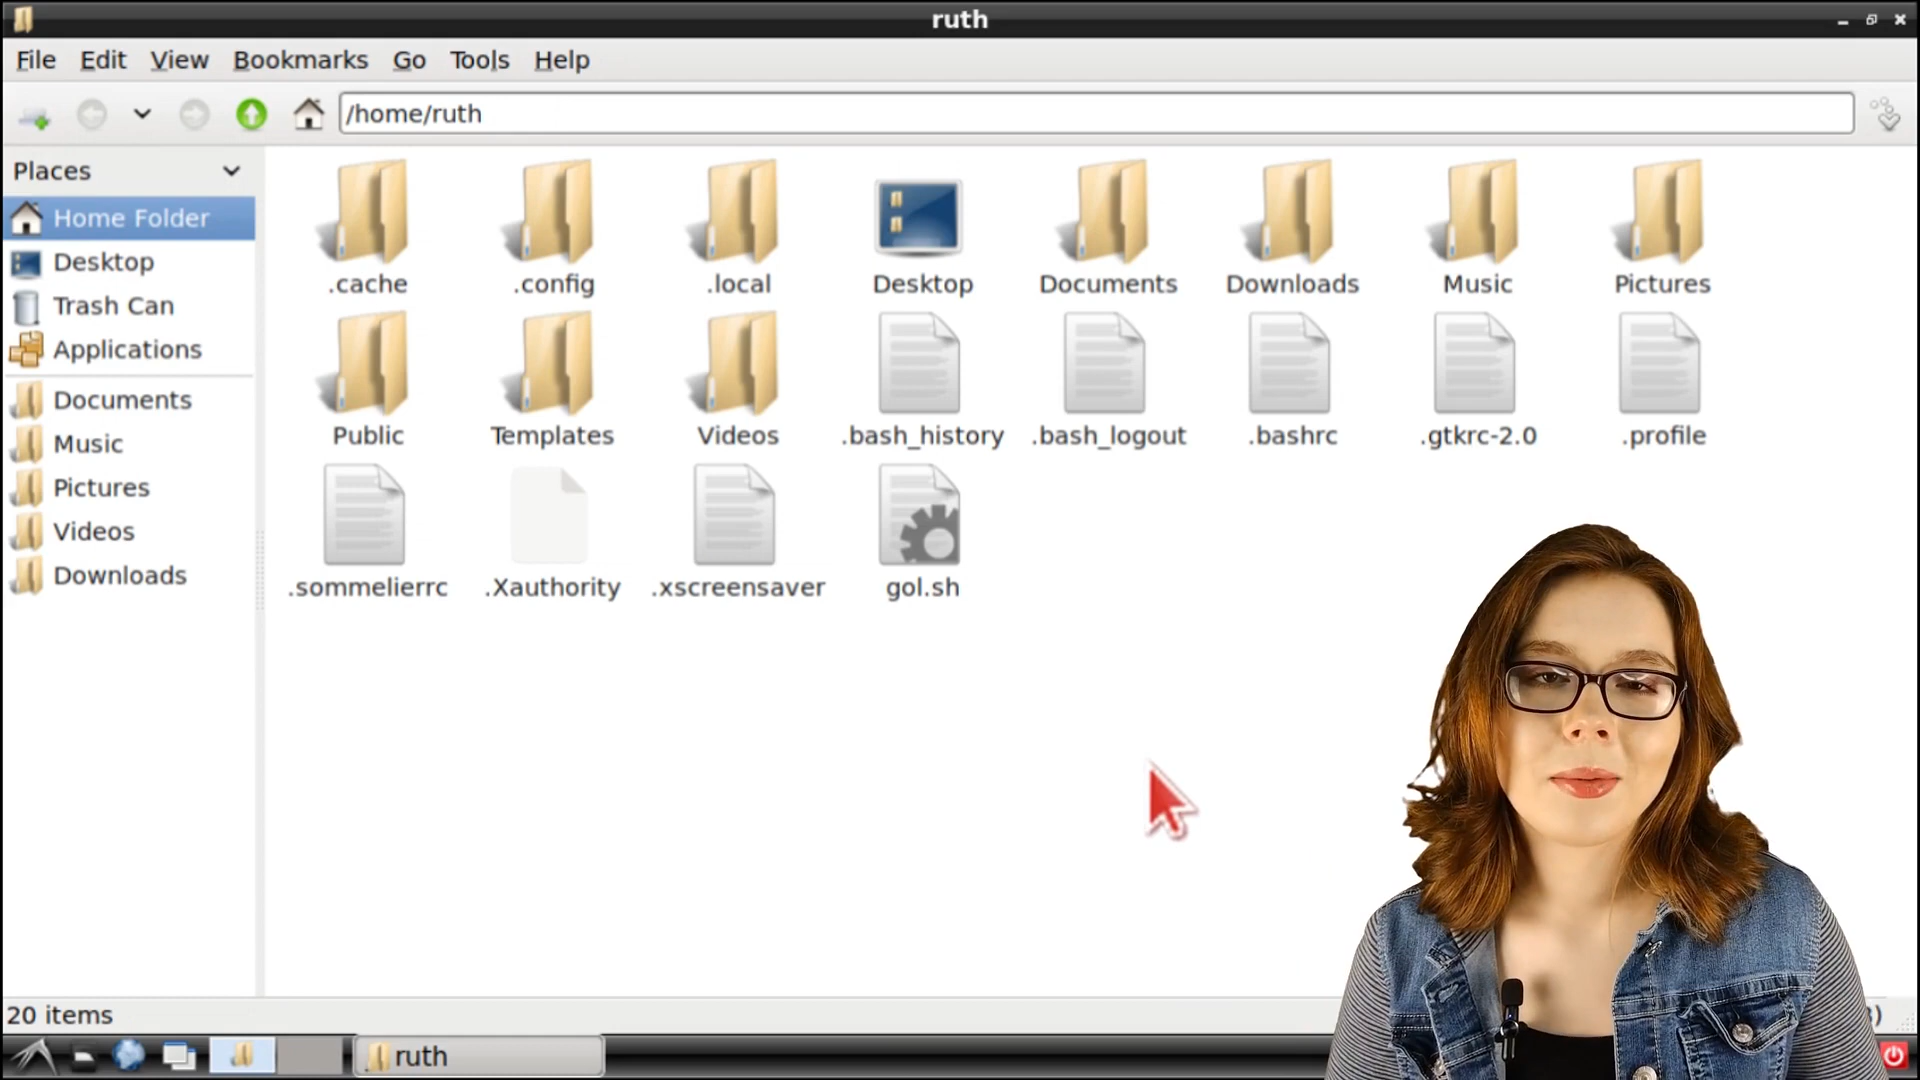 ruth
File Edit View Bookmarks Go Tools Help
/home/ruth
Places
Home Folder
Desktop
Trash Can
Applications
Documents
Music
Pictures
Videos
Downloads
.cache .config .local Desktop Documents Downloads Music Pictures
Public Templates Videos .bash_history .bash_logout .bashrc .gtkrc-2.0 .profile
.sommelierrc .Xauthority .xscreensaver gol.sh
20 items
ruth